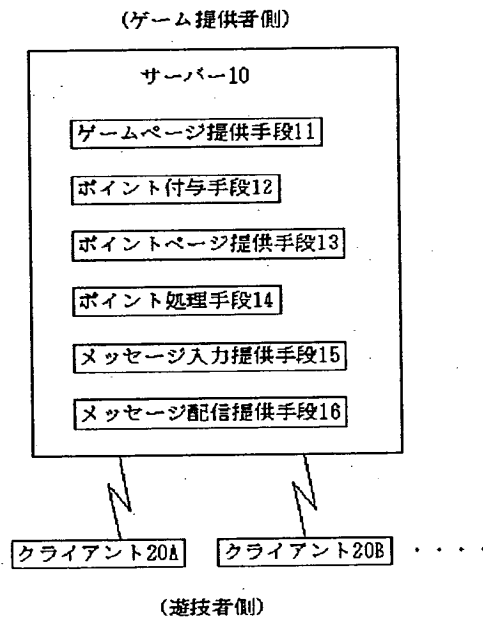 (ゲーム提供者側)
サーバー10
ゲームページ提供手段11
ポイント付与手段12
ポイントページ提供手段13
ポイント処理手段14
メッセージ入力提供手段15
メッセージ配信提供手段16
クライアント20A クライアント20B ・・・・
(遊技者側)